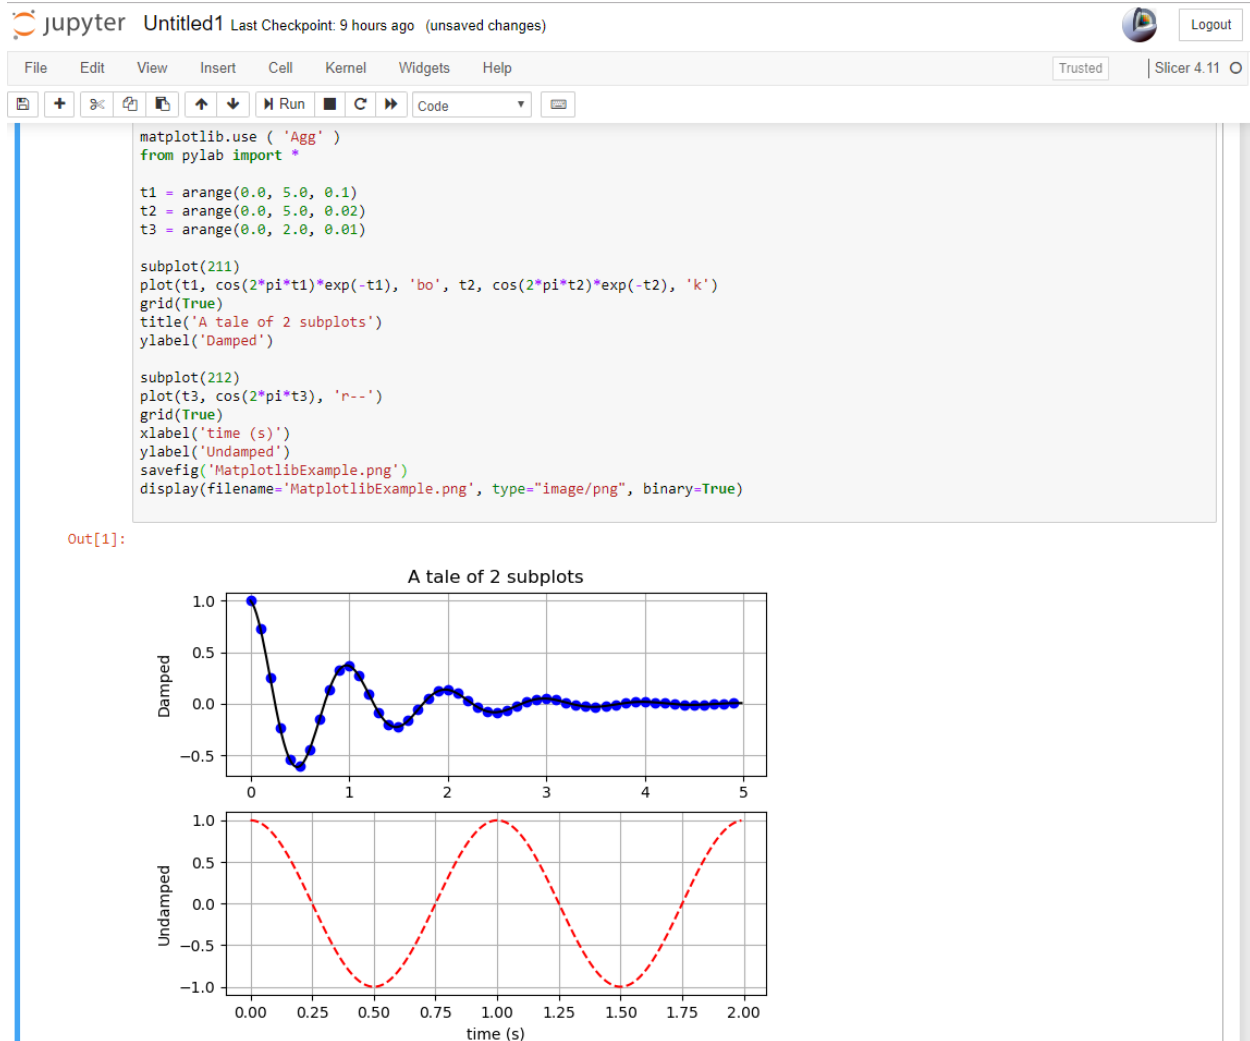 jupyter Untitled1 Last Checkpoint: 9 hours ago (unsaved changes)
Logout
File Edit View Insert Cell Kernel Widgets Help
Trusted
Slicer 4.11
Run
Code
matplotlib.use ( 'Agg' )
from pylab import *
t1 = arange(0.0, 5.0, 0.1)
t2 = arange(0.0, 5.0, 0.02)
t3 = arange(0.0, 2.0, 0.01)
subplot(211)
plot(t1, cos(2*pi*t1)*exp(-t1), 'bo', t2, cos(2*pi*t2)*exp(-t2), 'k')
grid(True)
title('A tale of 2 subplots')
ylabel('Damped')
subplot(212)
plot(t3, cos(2*pi*t3), 'r--')
grid(True)
xlabel('time (s)')
ylabel('Undamped')
savefig('MatplotlibExample.png')
display(filename='MatplotlibExample.png', type="image/png", binary=True)
Out[1]:
A tale of 2 subplots
1.0
0.5
0.0
−0.5
Damped
0 1 2 3 4 5
1.0
0.5
0.0
−0.5
−1.0
Undamped
0.00 0.25 0.50 0.75 1.00 1.25 1.50 1.75 2.00
time (s)